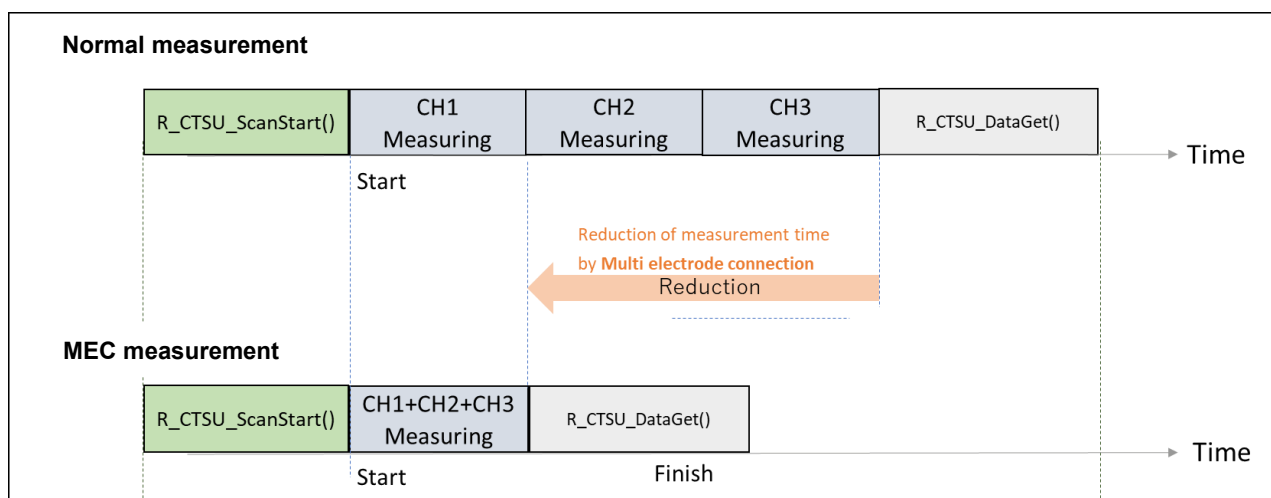 Normal measurement
R_CTSU_ScanStart()
CH1
Measuring
CH2
Measuring
CH3
Measuring
R_CTSU_DataGet()
Time
Start
Reduction of measurement time
by Multi electrode connection
Reduction
MEC measurement
R_CTSU_ScanStart()
CH1+CH2+CH3
Measuring
R_CTSU_DataGet()
Time
Start
Finish